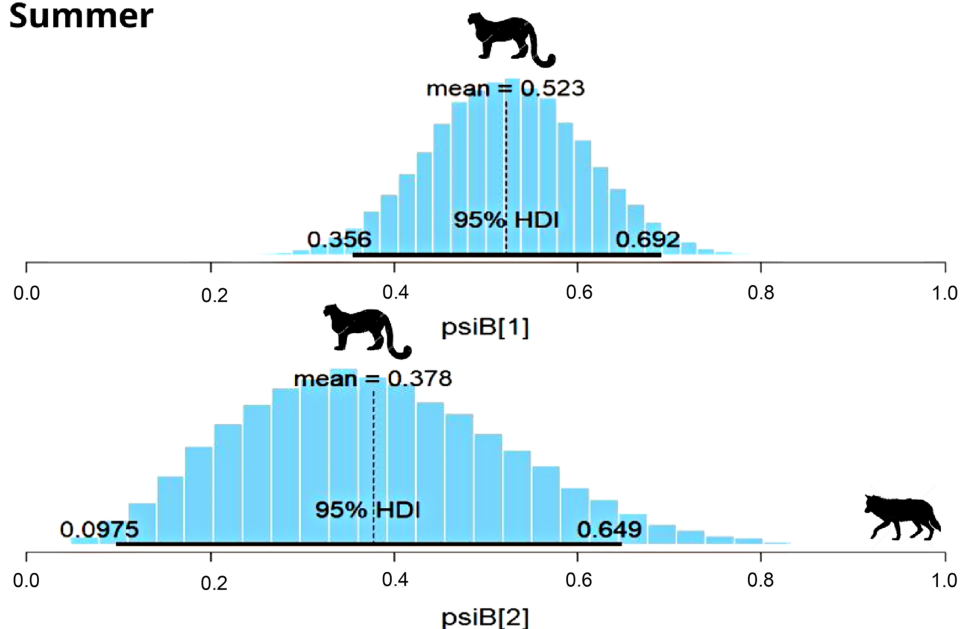 Summer
mean = 0.523
95% HDI
0.356 0.692
0.0 0.2 0.4 0.6 0.8 1.0
psiB[1]
mean = 0.378
95% HDI
0.0975 0.649
0.0 0.2 0.4 0.6 0.8 1.0
psiB[2]